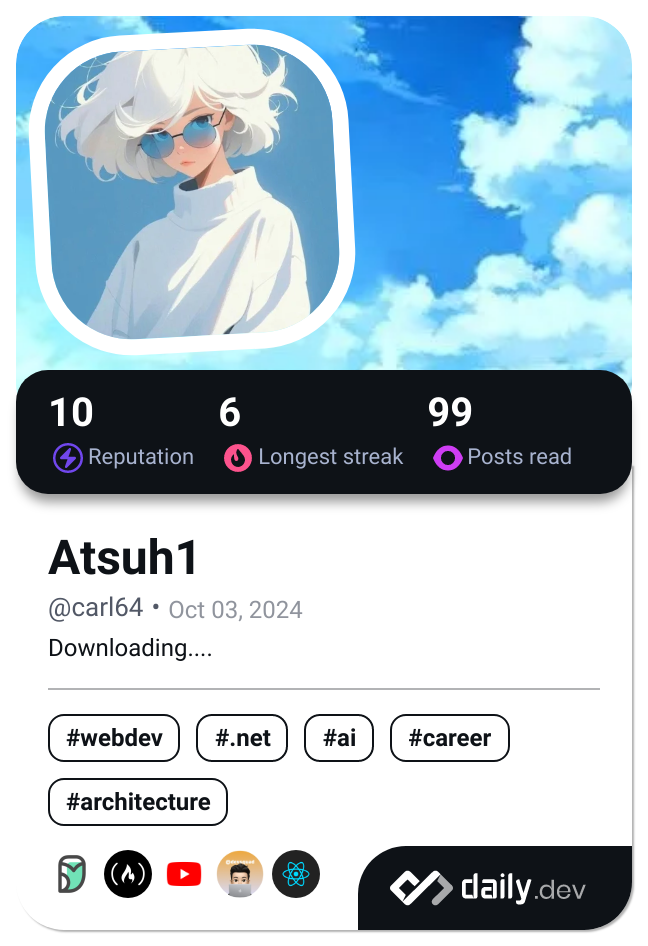 10 6 99
Reputation Longest streak Posts read
Atsuh1
@carl64 • Oct 03, 2024
Downloading....
#webdev #.net #ai #career
#architecture
daily.dev